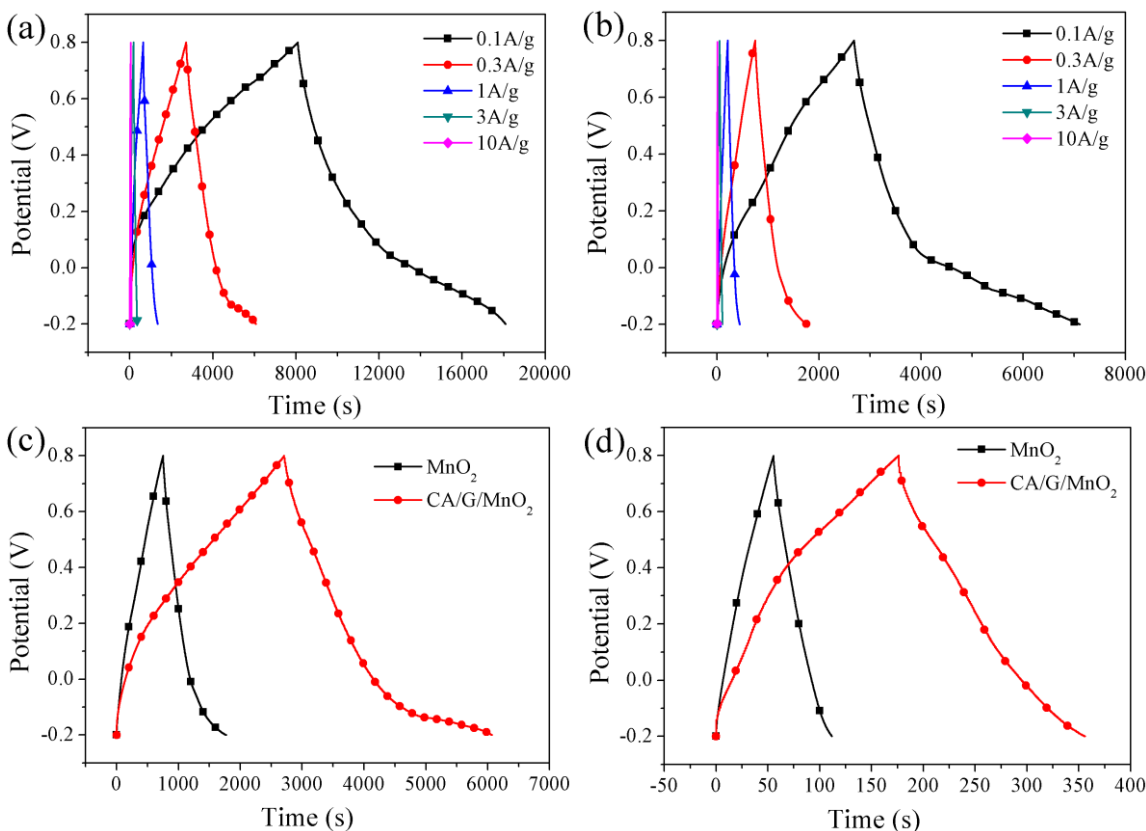 (a)
0.8
0.6
0.4
0.2
0.0
-0.2
Potential (V)
0.1A/g
0.3A/g
1A/g
3A/g
10A/g
0 4000 8000 12000 16000 20000
Time (s)
(b)
0.8
0.6
0.4
0.2
0.0
-0.2
Potential (V)
0.1A/g
0.3A/g
1A/g
3A/g
10A/g
0 2000 4000 6000 8000
Time (s)
(c)
0.8
0.6
0.4
0.2
0.0
-0.2
Potential (V)
MnO₂
CA/G/MnO₂
0 1000 2000 3000 4000 5000 6000 7000
Time (s)
(d)
0.8
0.6
0.4
0.2
0.0
-0.2
Potential (V)
MnO₂
CA/G/MnO₂
-50 0 50 100 150 200 250 300 350 400
Time (s)